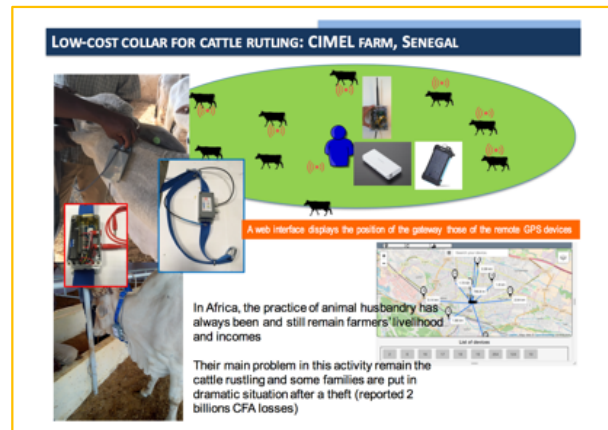 LOW-COST COLLAR FOR CATTLE RUTLING: CIMEL FARM, SENEGAL
A web interface displays the position of the gateway those of the remote GPS devices
Search your device
In Africa, the practice of animal husbandry has
always been and still remain farmers' livelihood
and incomes
List of devices
Their main problem in this activity remain the
cattle rustling and some families are put in
dramatic situation after a theft (reported 2
billions CFA losses)